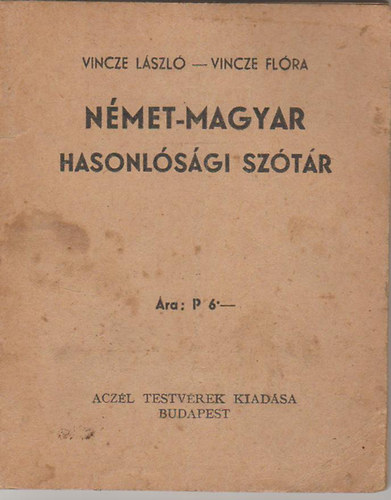 VINCZE LÁSZLÓ — VINCZE FLÓRA
NÉMET-MAGYAR
HASONLÓSÁGI SZÓTÁR
Ára: P 6·—
ACZÉL TESTVÉREK KIADÁSA
BUDAPEST